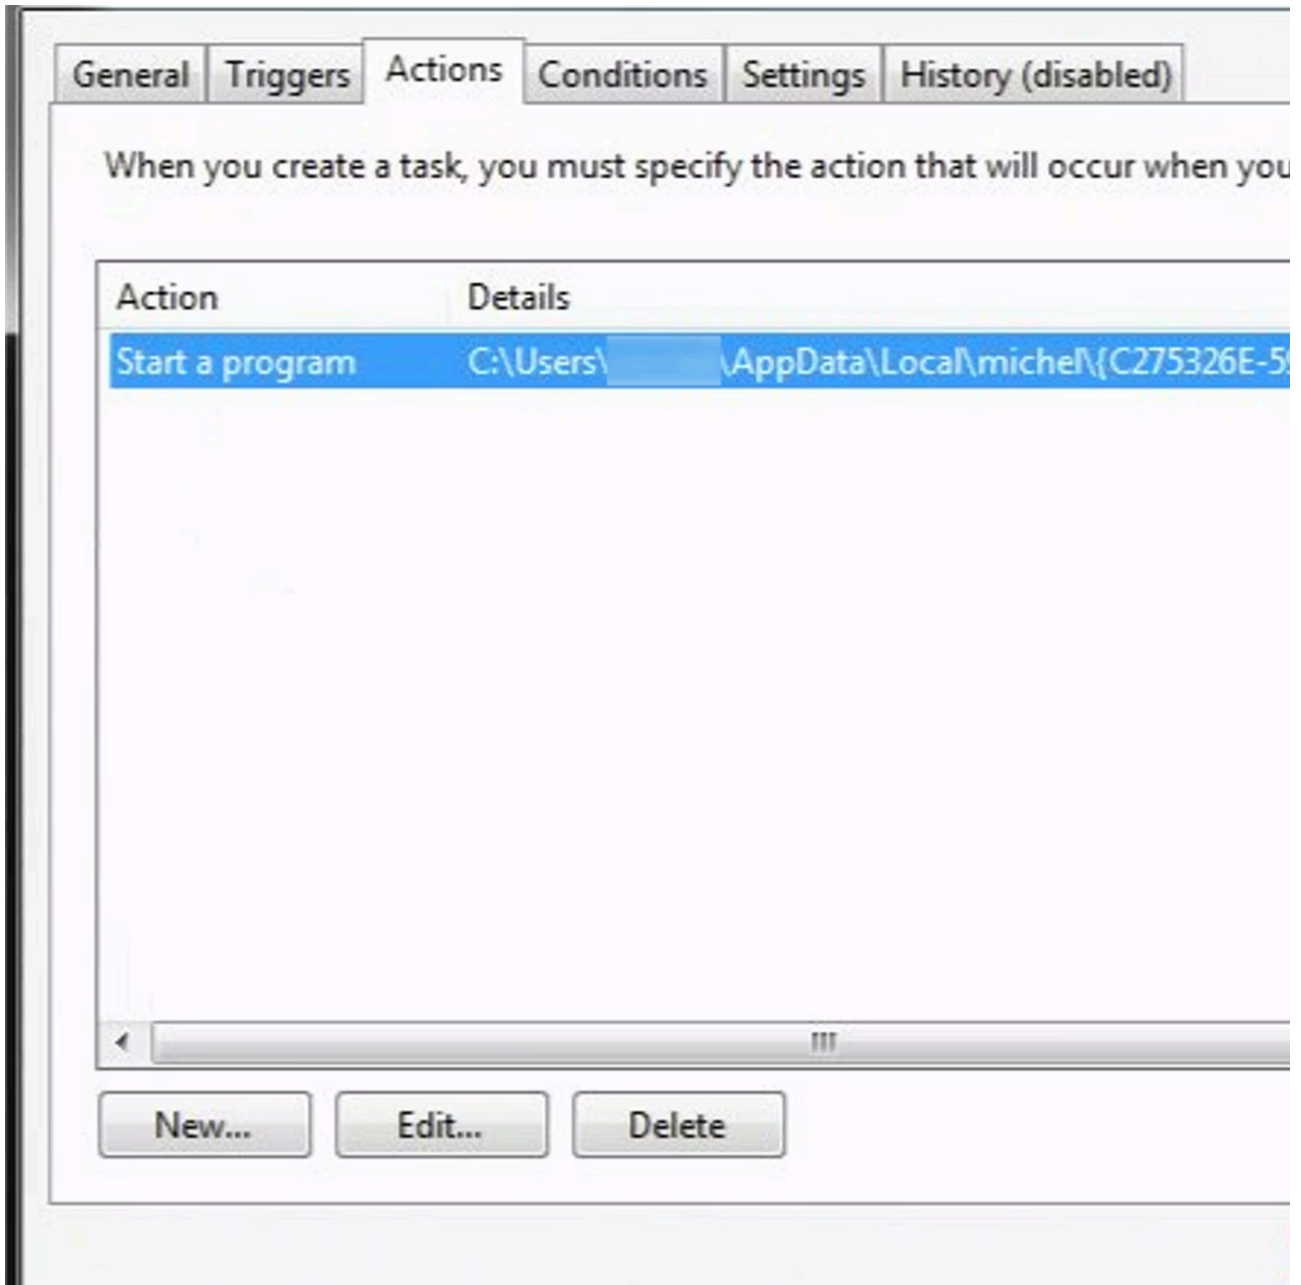 General Triggers Actions Conditions Settings History (disabled)
When you create a task, you must specify the action that will occur when you
Action Details
Start a program C:\Users\ \AppData\Local\michel\{C275326E-59
New... Edit... Delete